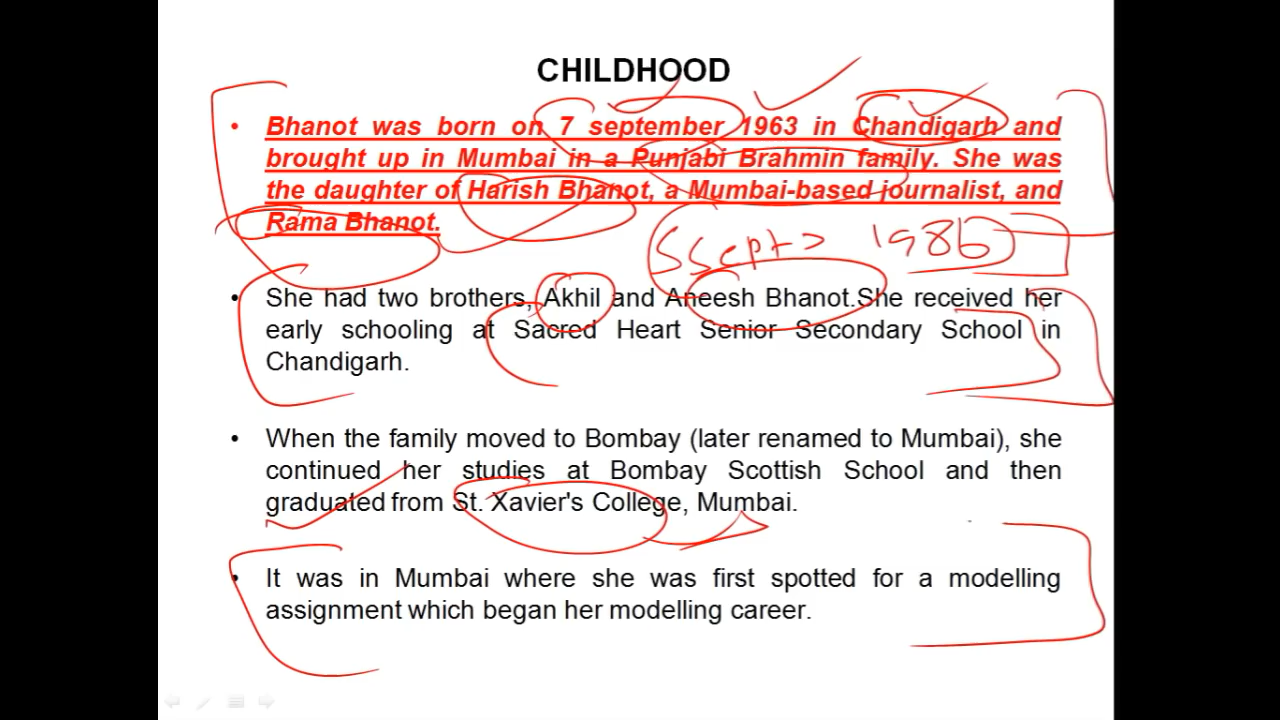 CHILDHOOD
• Bhanot was born on 7 september 1963 in Chandigarh and
brought up in Mumbai in a Punjabi Brahmin family. She was
the daughter of Harish Bhanot, a Mumbai-based journalist, and
Rama Bhanot.
5 Sept 1986
• She had two brothers, Akhil and Aneesh Bhanot.She received her
early schooling at Sacred Heart Senior Secondary School in
Chandigarh.
• When the family moved to Bombay (later renamed to Mumbai), she
continued her studies at Bombay Scottish School and then
graduated from St. Xavier's College, Mumbai.
• It was in Mumbai where she was first spotted for a modelling
assignment which began her modelling career.